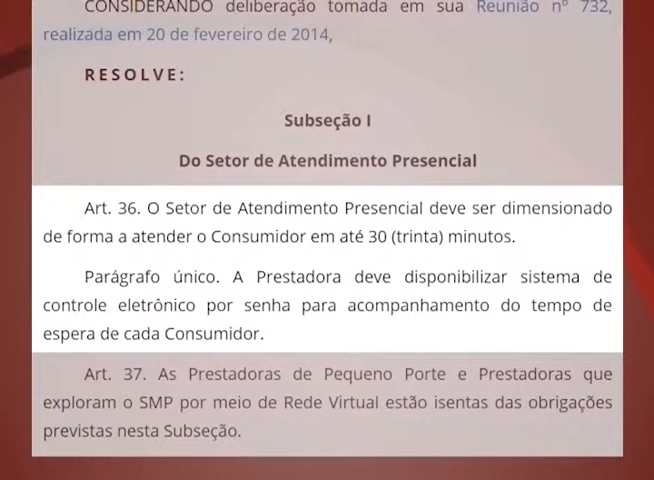 CONSIDERANDO deliberação tomada em sua Reunião nº 732,
realizada em 20 de fevereiro de 2014,
RESOLVE:
Subseção I
Do Setor de Atendimento Presencial
Art. 36. O Setor de Atendimento Presencial deve ser dimensionado
de forma a atender o Consumidor em até 30 (trinta) minutos.
Parágrafo único. A Prestadora deve disponibilizar sistema de
controle eletrônico por senha para acompanhamento do tempo de
espera de cada Consumidor.
Art. 37. As Prestadoras de Pequeno Porte e Prestadoras que
exploram o SMP por meio de Rede Virtual estão isentas das obrigações
previstas nesta Subseção.